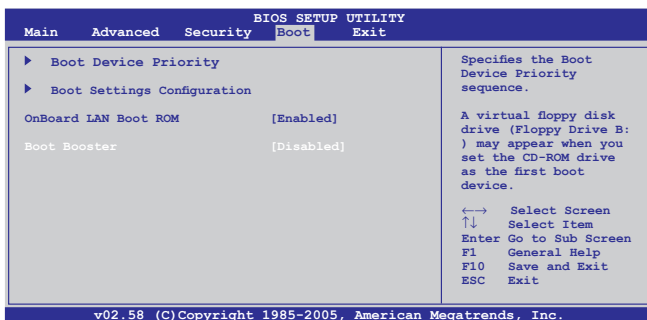 BIOS SETUP UTILITY
Main Advanced Security Boot Exit
Boot Device Priority
Boot Settings Configuration
OnBoard LAN Boot ROM [Enabled]
Boot Booster [Disabled]
Specifies the Boot
Device Priority
sequence.
A virtual floppy disk
drive (Floppy Drive B:
) may appear when you
set the CD-ROM drive
as the first boot
device.
←→ Select Screen
↑↓ Select Item
Enter Go to Sub Screen
F1 General Help
F10 Save and Exit
ESC Exit
v02.58 (C)Copyright 1985-2005, American Megatrends, Inc.